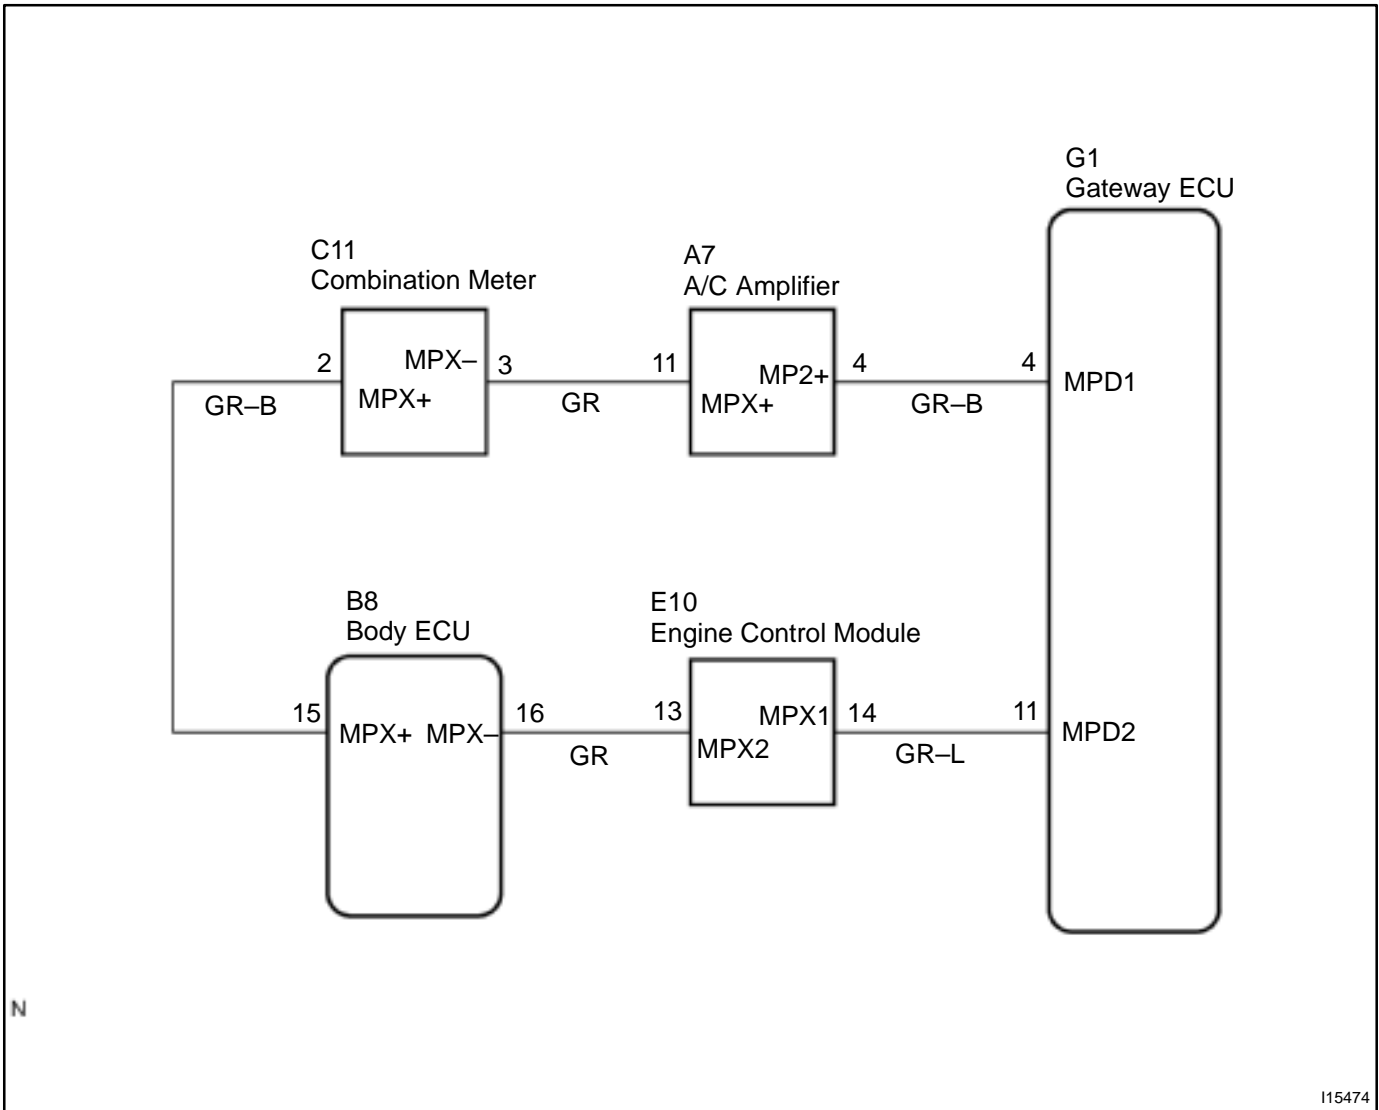 G1
Gateway ECU
C11
Combination Meter
A7
A/C Amplifier
2
MPX–
3
11
MP2+
4
4
MPD1
GR–B
MPX+
GR
MPX+
GR–B
B8
Body ECU
E10
Engine Control Module
15
MPX+ MPX–
16
13
MPX1
14
11
MPD2
GR
MPX2
GR–L
N
I15474